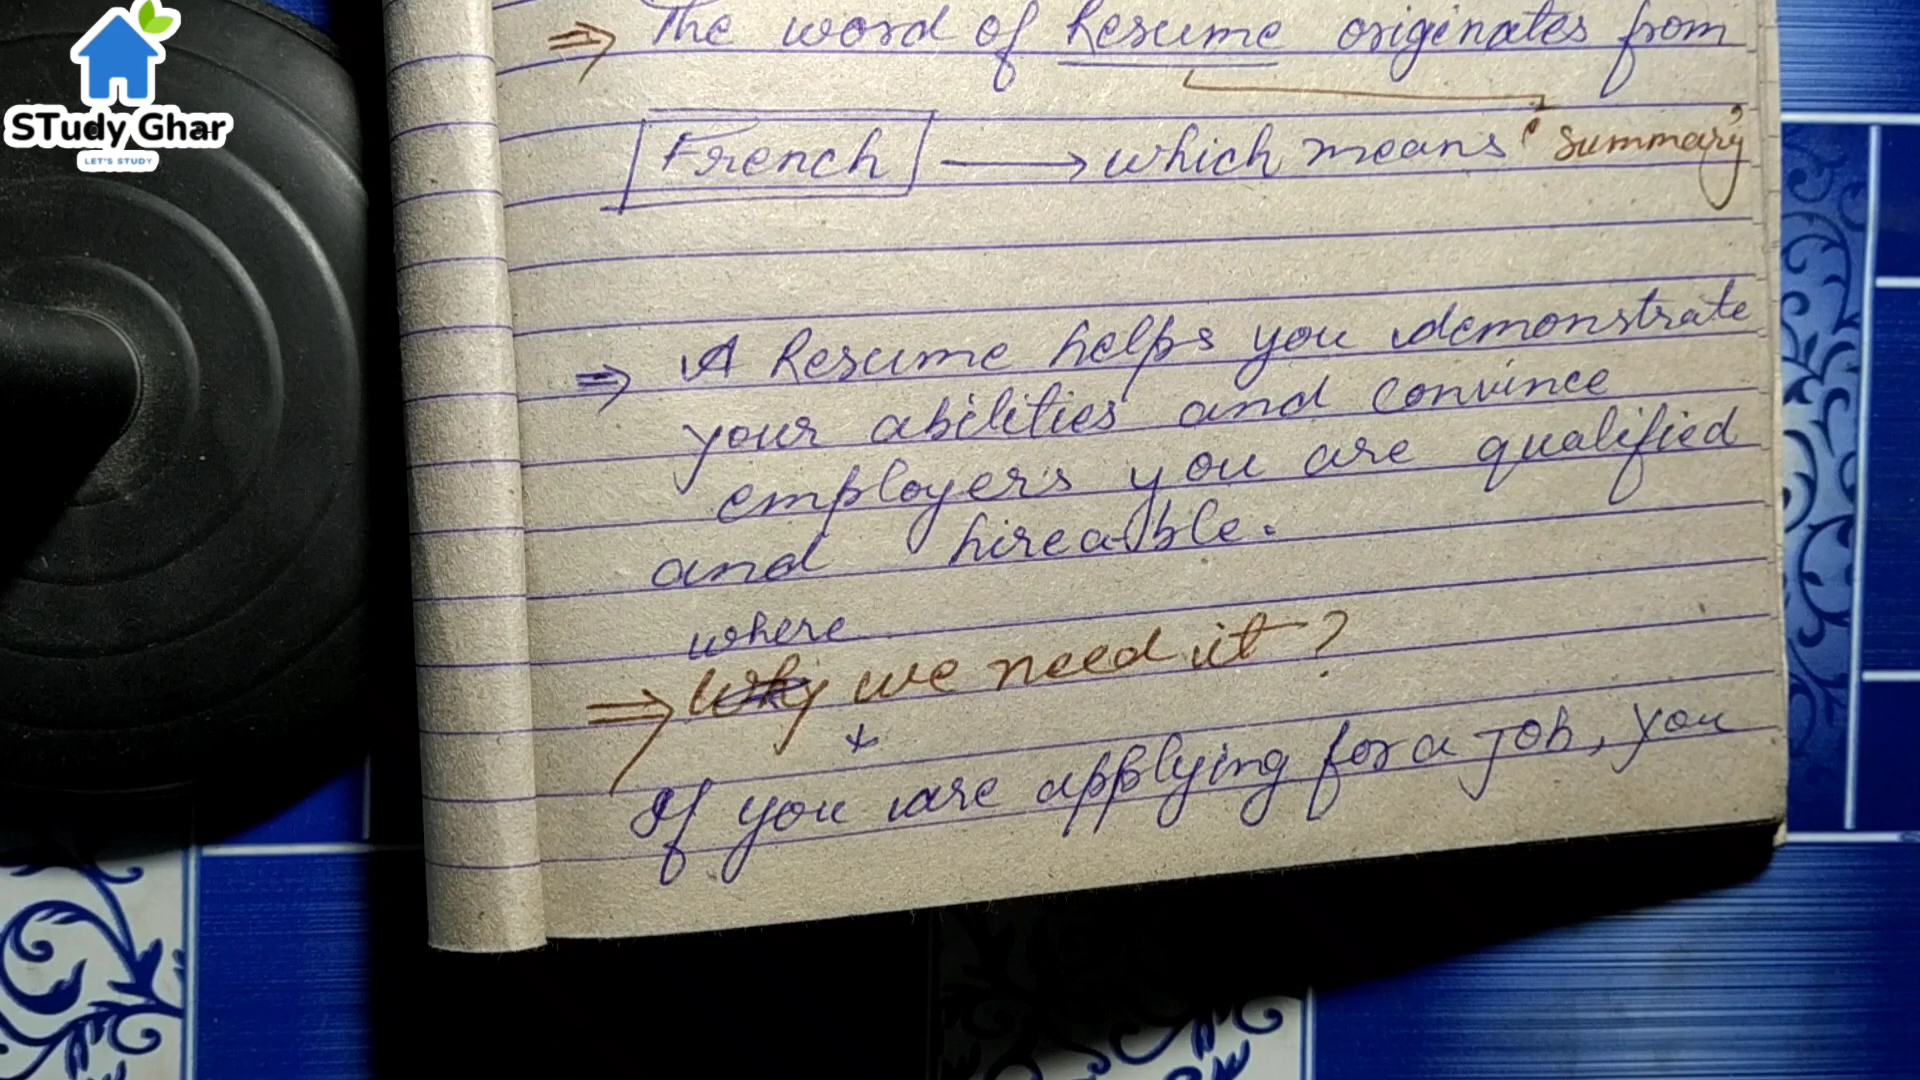 STudy Ghar
LET'S STUDY
⇒ The word of Resume originates from
French → which means 'summary'
⇒ A Resume helps you demonstrate
your abilities and convince
employers you are qualified
and hireable.
where
⇒ Why we need it?
If you are applying for a job, you